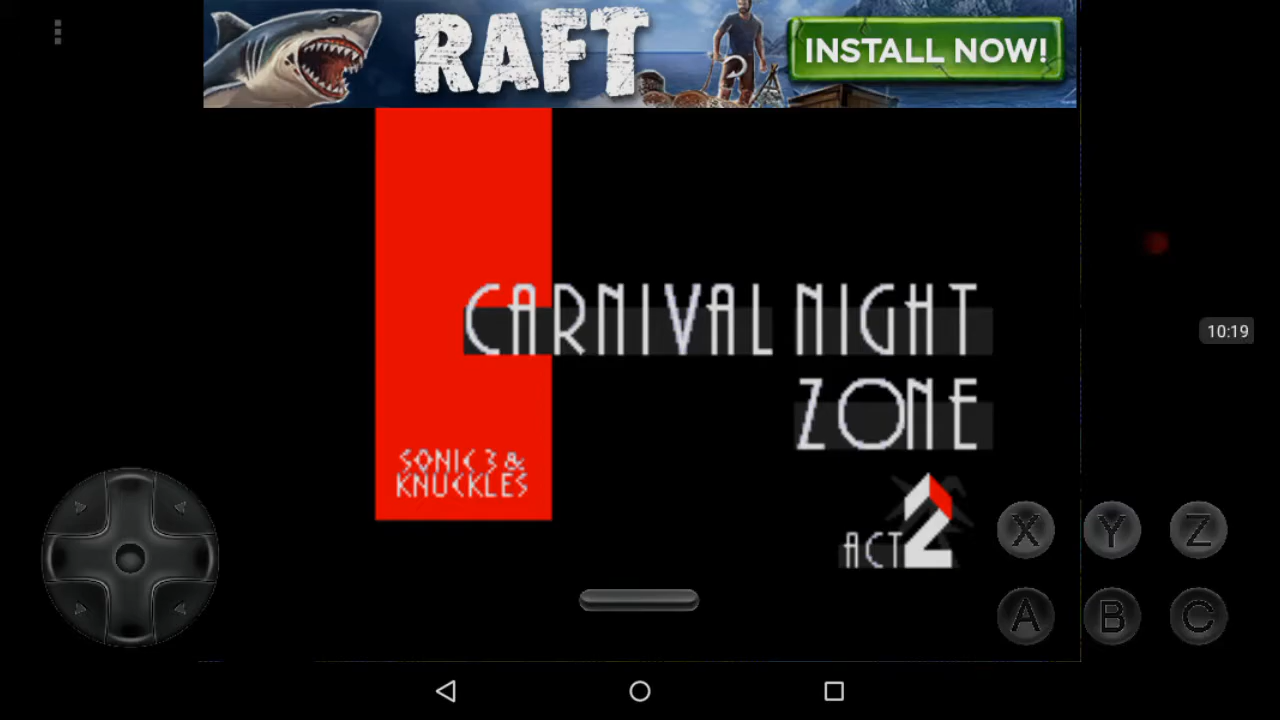 RAFT
INSTALL NOW!
CARNIVAL NIGHT
ZONE
SONIC 3 &
KNUCKLES
ACT 2
10:19
X Y Z
A B C